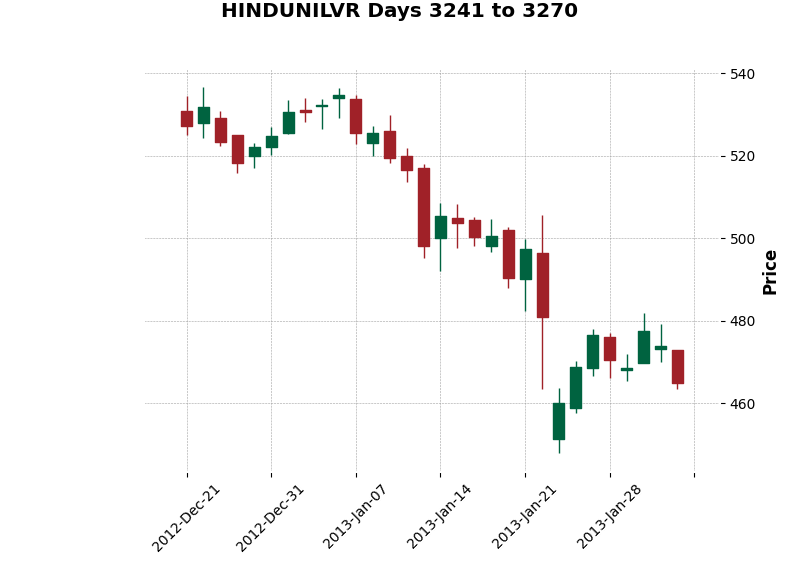 HINDUNILVR Days 3241 to 3270
540
520
500
480
460
Price
2012-Dec-21
2012-Dec-31
2013-Jan-07
2013-Jan-14
2013-Jan-21
2013-Jan-28